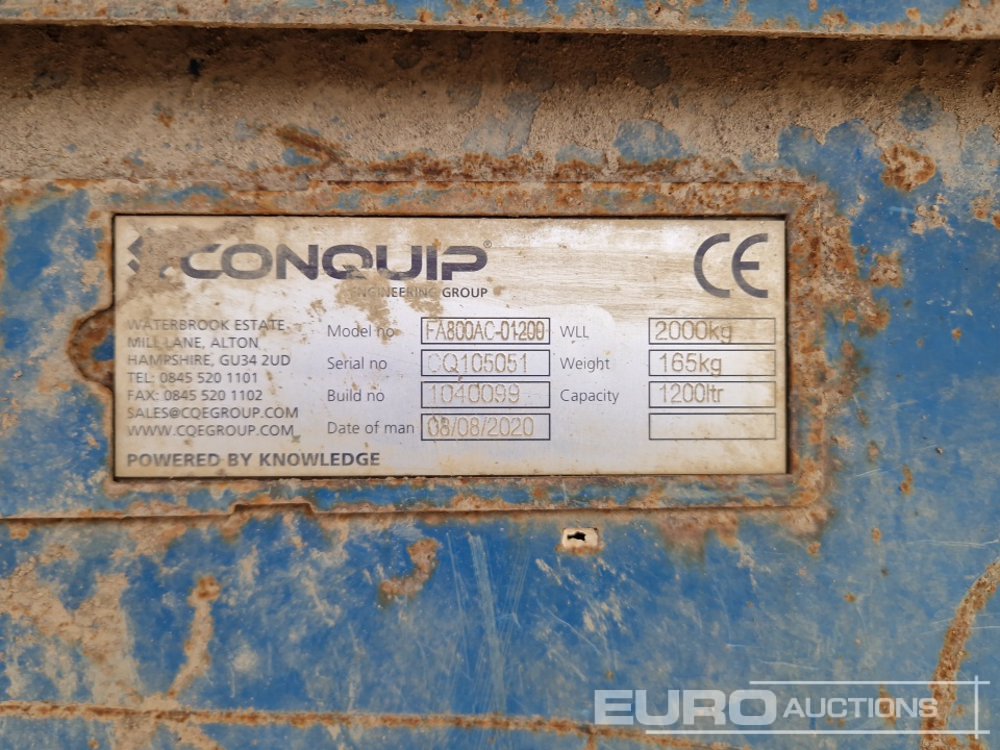 CONQUIP®
ENGINEERING GROUP
CE
WATERBROOK ESTATE
MILL LANE, ALTON
HAMPSHIRE, GU34 2UD
TEL: 0845 520 1101
FAX: 0845 520 1102
SALES@CQEGROUP.COM
WWW.CQEGROUP.COM
POWERED BY KNOWLEDGE
Model no FA800AC-01200 WLL 2000kg
Serial no CQ105051 Weight 165kg
Build no 1040099 Capacity 1200ltr
Date of man 08/08/2020
EURO AUCTIONS